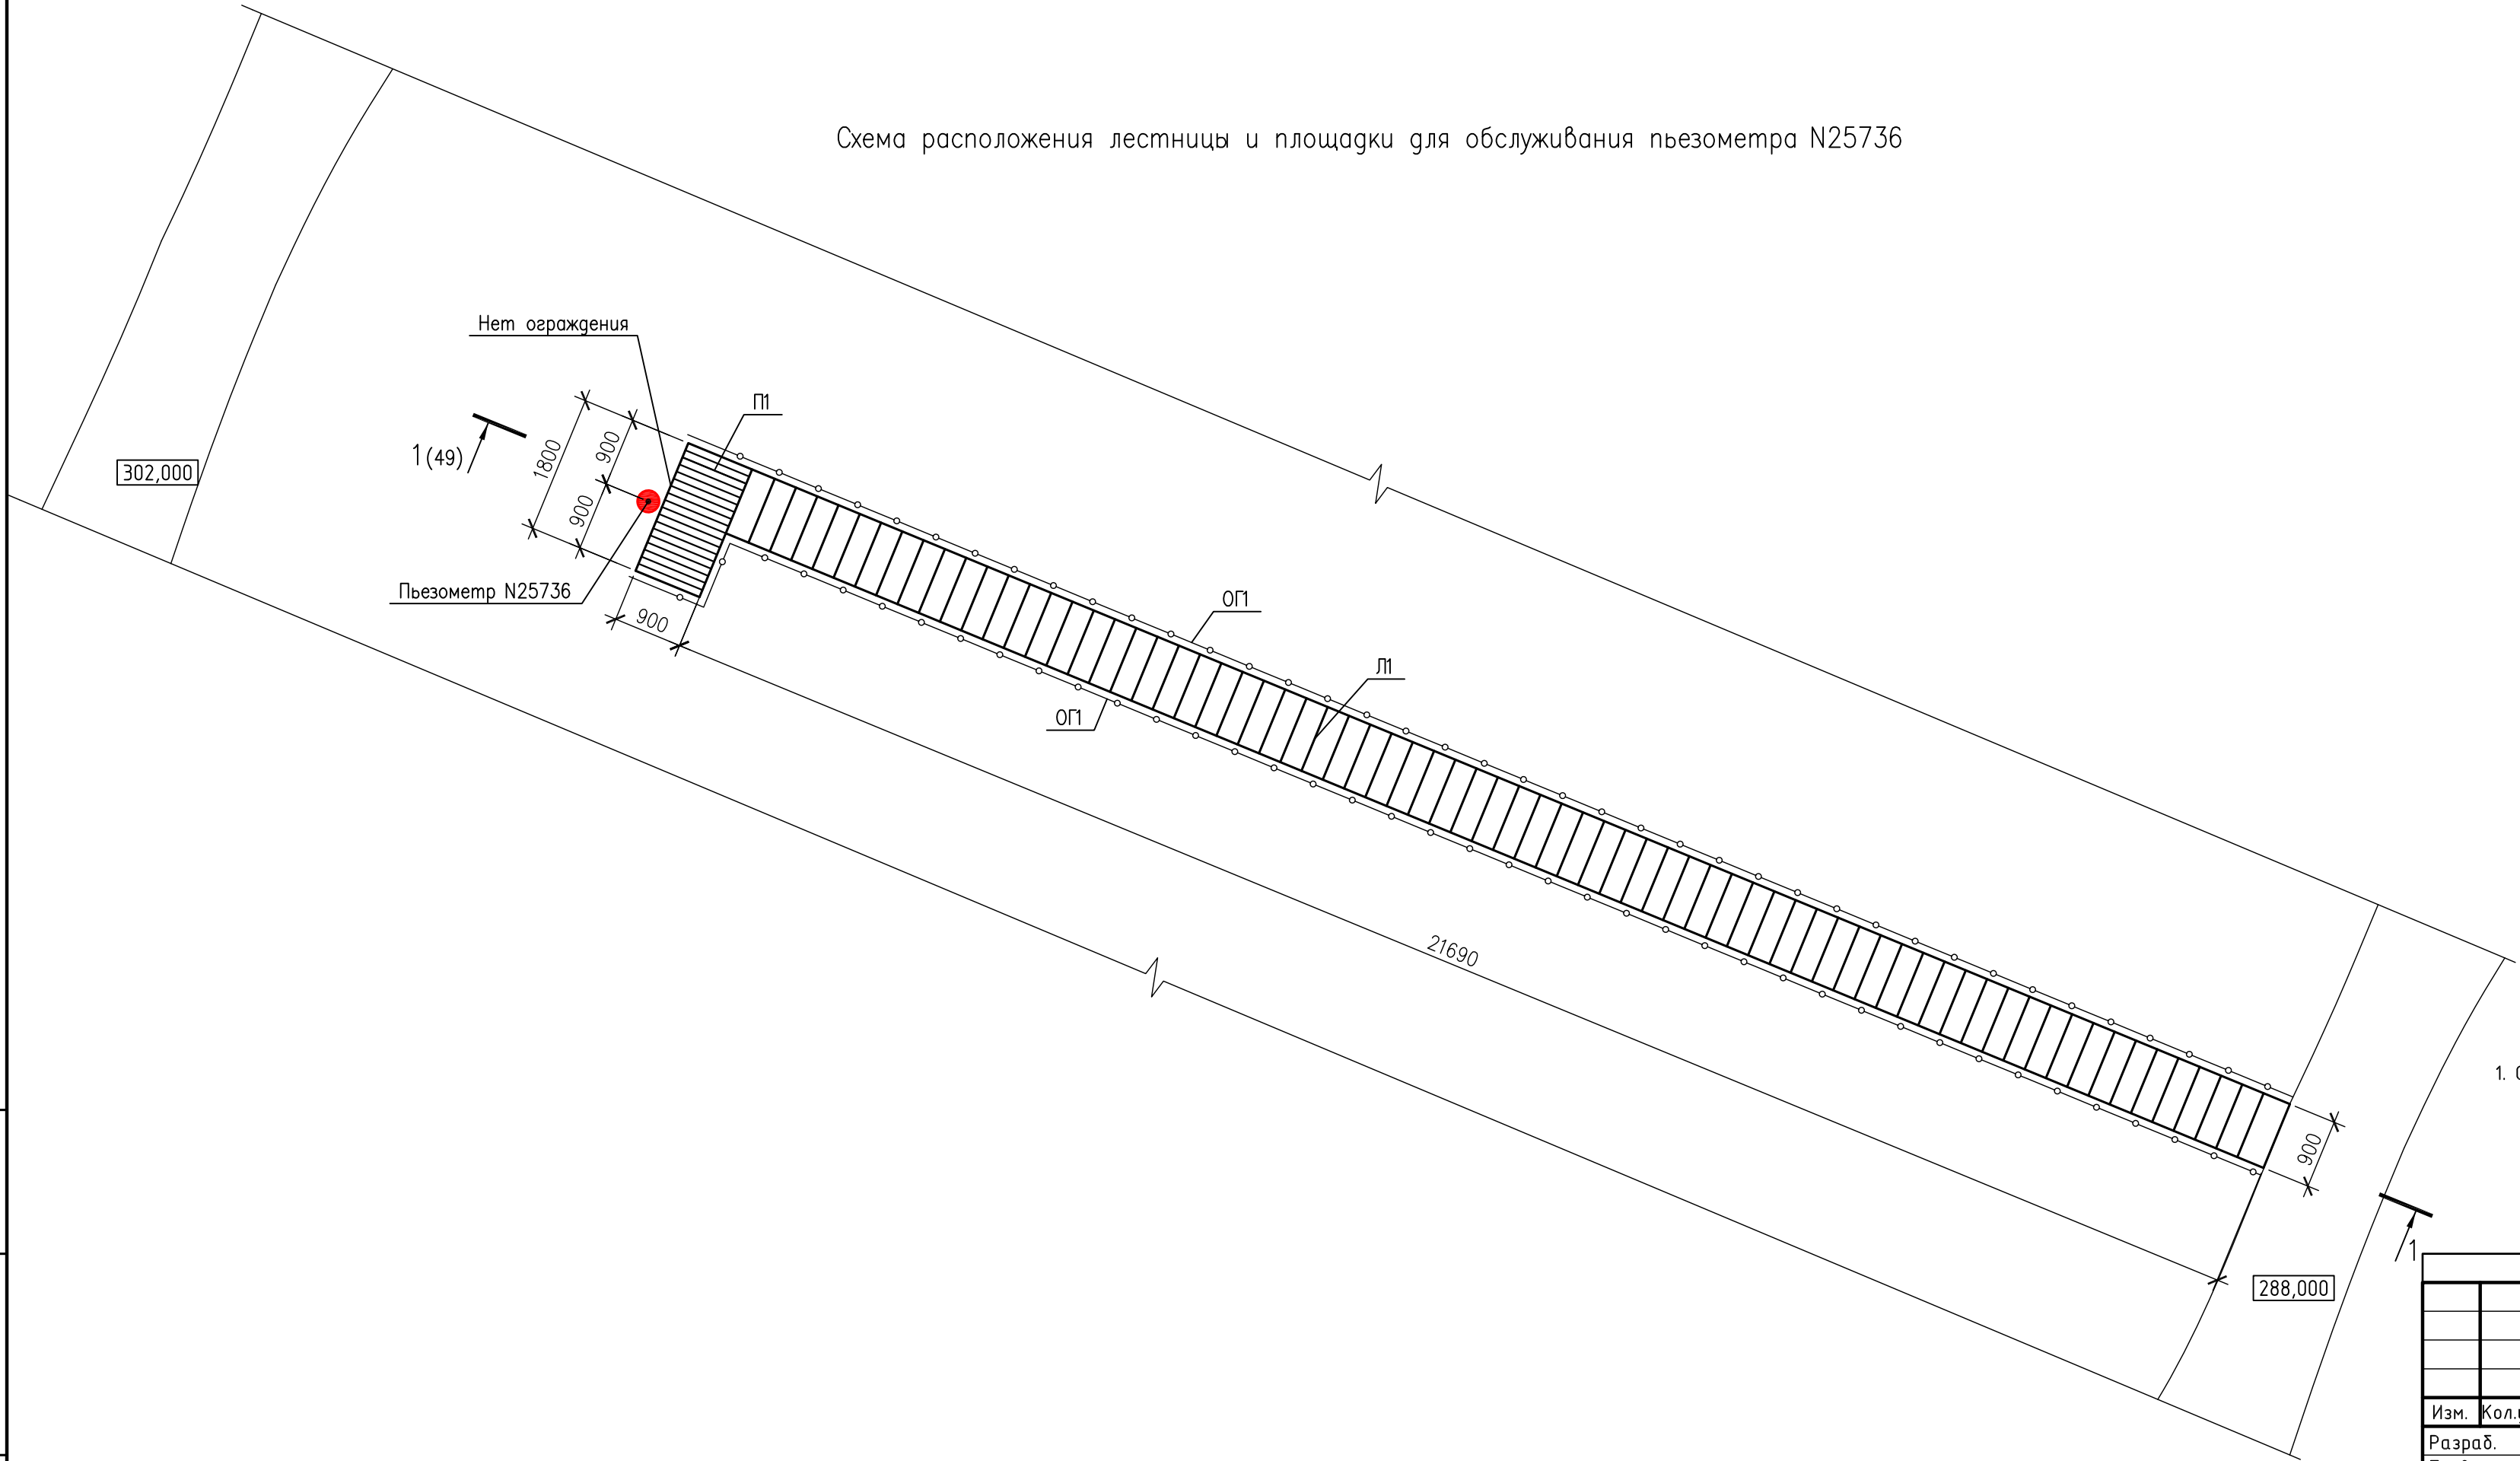 Схема расположения лестницы и площадки для обслуживания пьезометра N25736
Нет ограждения
П1
1(49)
1800
900
900
302,000
Пьезометр N25736
900
ОГ1
Л1
ОГ1
21690
1.
900
1
288,000
Изм.
Разраб.